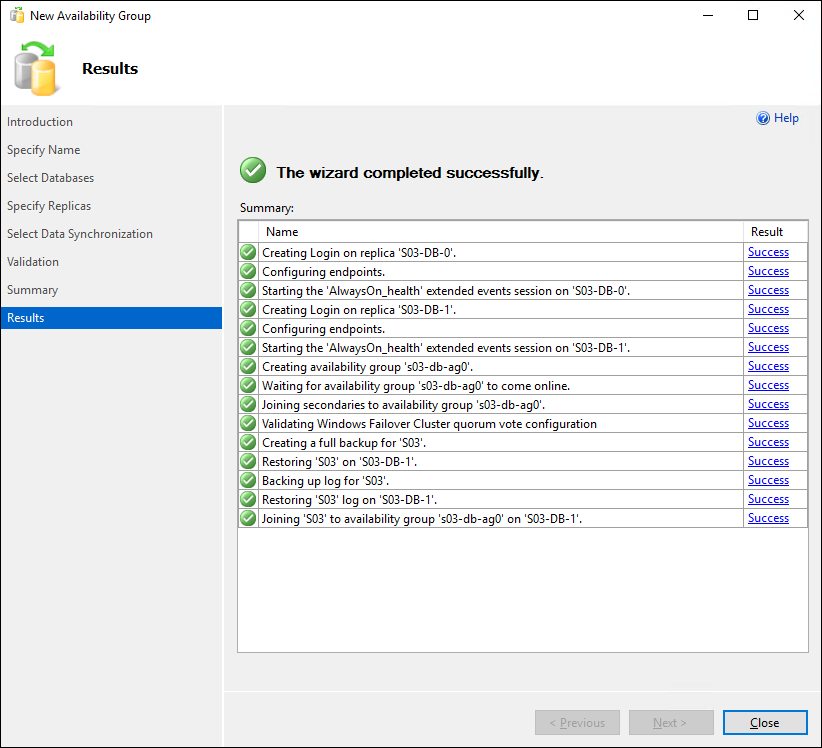 New Availability Group
Results
Introduction
Specify Name
Select Databases
Specify Replicas
Select Data Synchronization
Validation
Summary
Results
Help
The wizard completed successfully.
Summary:
Name Result
Creating Login on replica 'S03-DB-0'. Success
Configuring endpoints. Success
Starting the 'AlwaysOn_health' extended events session on 'S03-DB-0'. Success
Creating Login on replica 'S03-DB-1'. Success
Configuring endpoints. Success
Starting the 'AlwaysOn_health' extended events session on 'S03-DB-1'. Success
Creating availability group 's03-db-ag0'. Success
Waiting for availability group 's03-db-ag0' to come online. Success
Joining secondaries to availability group 's03-db-ag0'. Success
Validating Windows Failover Cluster quorum vote configuration Success
Creating a full backup for 'S03'. Success
Restoring 'S03' on 'S03-DB-1'. Success
Backing up log for 'S03'. Success
Restoring 'S03' log on 'S03-DB-1'. Success
Joining 'S03' to availability group 's03-db-ag0' on 'S03-DB-1'. Success
< Previous Next > Close